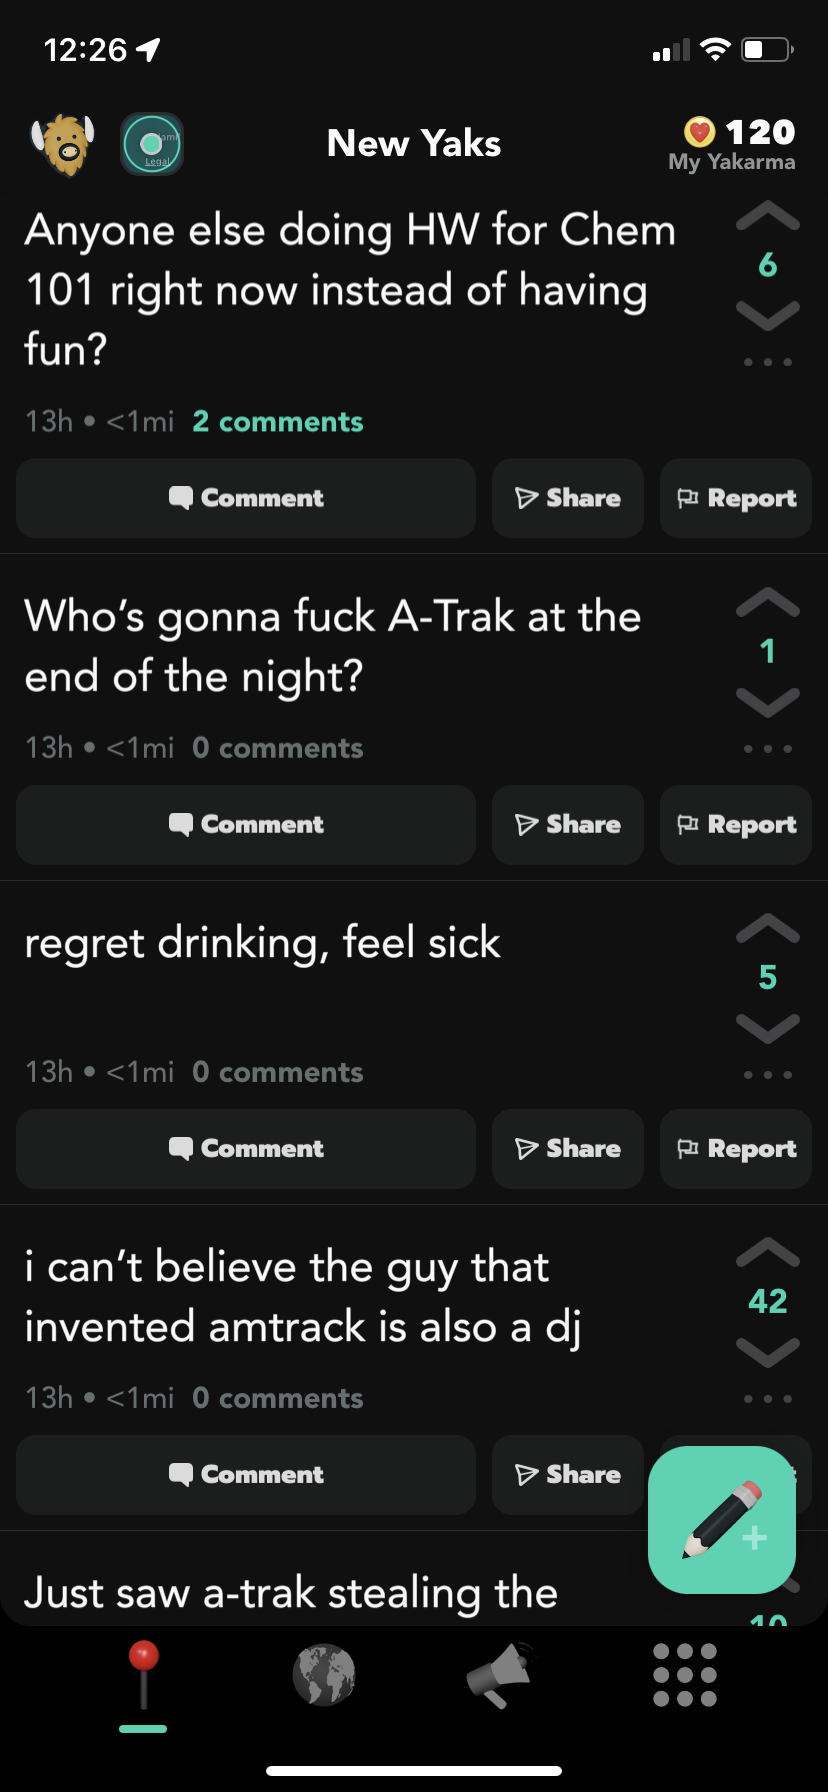 12:26
New Yaks
120
My Yakarma
Legal
Anyone else doing HW for Chem
101 right now instead of having
fun?
6
13h • <1mi 2 comments
Comment Share Report
Who's gonna fuck A-Trak at the
end of the night?
1
13h • <1mi 0 comments
Comment Share Report
regret drinking, feel sick
5
13h • <1mi 0 comments
Comment Share Report
i can't believe the guy that
invented amtrack is also a dj
42
13h • <1mi 0 comments
Comment Share
Just saw a-trak stealing the
10